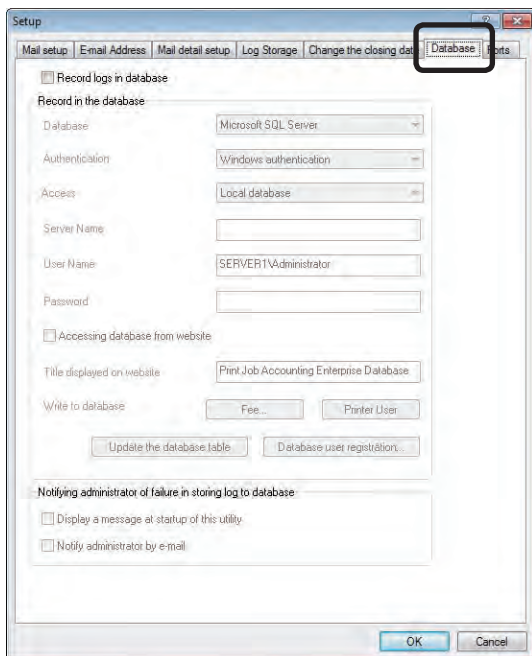 Setup
Mail setup E-mail Address Mail detail setup Log Storage Change the closing dat Database Ports
Record logs in database
Record in the database
Database Microsoft SQL Server
Authentication Windows authentication
Access Local database
Server Name
User Name SERVER1\Administrator
Password
Accessing database from website
Title displayed on website Print Job Accounting Enterprise Database
Write to database Fee... Printer User
Update the database table Database user registration...
Notifying administrator of failure in storing log to database
Display a message at startup of this utility
Notify administrator by e-mail
OK Cancel